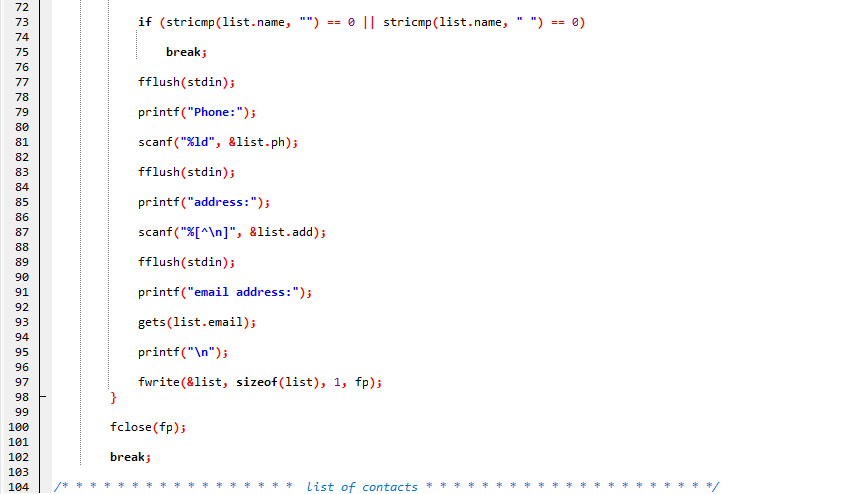 72
73 if (stricmp(list.name, "") == 0 || stricmp(list.name, " ") == 0)
74
75 break;
76
77 fflush(stdin);
78
79 printf("Phone:");
80
81 scanf("%ld", &list.ph);
82
83 fflush(stdin);
84
85 printf("address:");
86
87 scanf("%[^\n]", &list.add);
88
89 fflush(stdin);
90
91 printf("email address:");
92
93 gets(list.email);
94
95 printf("\n");
96
97 fwrite(&list, sizeof(list), 1, fp);
98 }
99
100 fclose(fp);
101
102 break;
103
104 /* * * * * * * * * * * * * * * * * list of contacts * * * * * * * * * * * * * * * * * * * * */